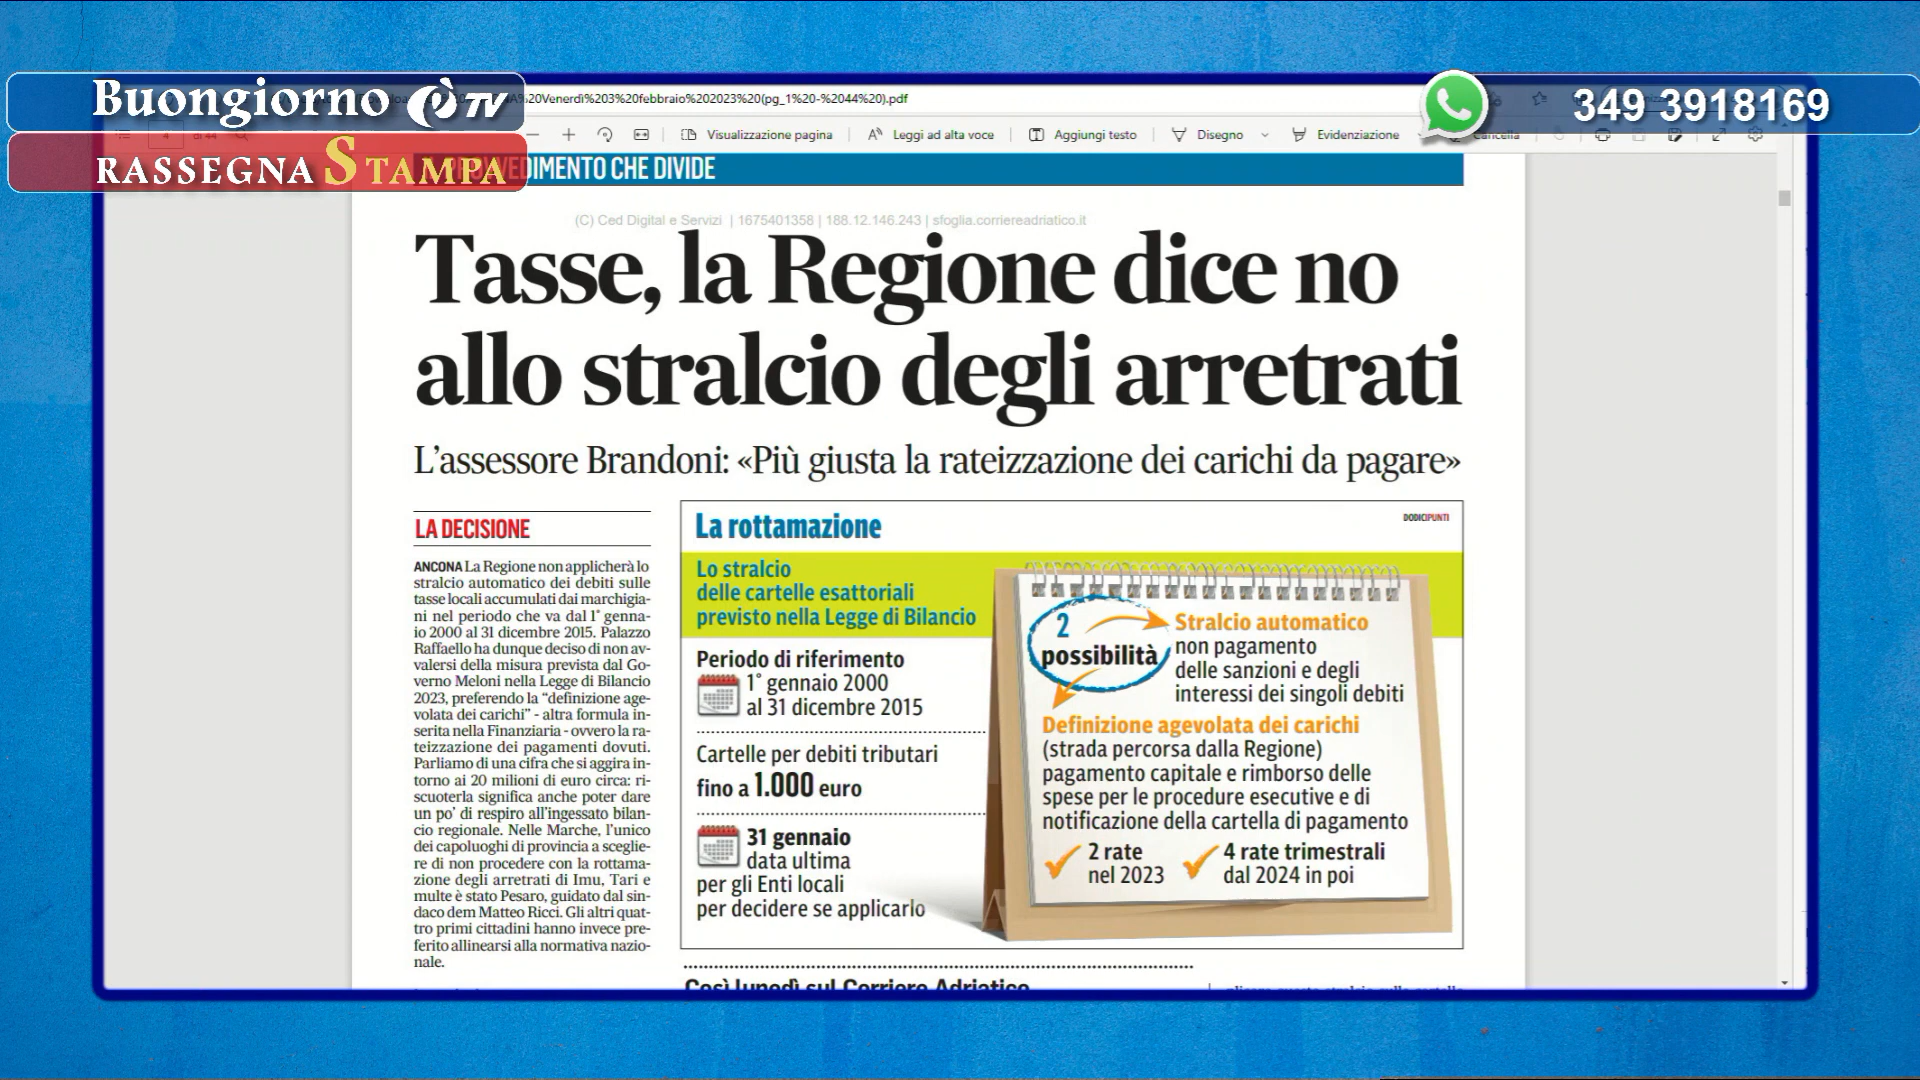 Buongiorno è TV
RASSEGNA STAMPA
349 3918169
%20Venerdì%203%20febbraio%202023%20(pg_1%20-%2044%20).pdf
Visualizzazione pagina
Leggi ad alta voce
Aggiungi testo
Disegno
Evidenziazione
Cancella
DIMENTO CHE DIVIDE
(C) Ced Digital e Servizi | 1675401358 | 188.12.146.243 | sfoglia.corriereadriatico.it
Tasse, la Regione dice no
allo stralcio degli arretrati
L'assessore Brandoni: «Più giusta la rateizzazione dei carichi da pagare»
LA DECISIONE
ANCONA La Regione non applicherà lo
stralcio automatico dei debiti sulle
tasse locali accumulati dai marchigia-
ni nel periodo che va dal 1° genna-
io 2000 al 31 dicembre 2015. Palazzo
Raffaello ha dunque deciso di non av-
valersi della misura prevista dal Go-
verno Meloni nella Legge di Bilancio
2023, preferendo la “definizione age-
volata dei carichi” - altra formula in-
serita nella Finanziaria - ovvero la ra-
teizzazione dei pagamenti dovuti.
Parliamo di una cifra che si aggira in-
torno ai 20 milioni di euro circa: ri-
scuoterla significa anche poter dare
un po' di respiro all'ingessato bilan-
cio regionale. Nelle Marche, l'unico
dei capoluoghi di provincia a sceglie-
re di non procedere con la rottama-
zione degli arretrati di Imu, Tari e
multe è stato Pesaro, guidato dal sin-
daco dem Matteo Ricci. Gli altri quat-
tro primi cittadini hanno invece pre-
ferito allinearsi alla normativa nazio-
nale.
La rottamazione
DODICIPUNTI
Lo stralcio
delle cartelle esattoriali
previsto nella Legge di Bilancio
Periodo di riferimento
1° gennaio 2000
al 31 dicembre 2015
Cartelle per debiti tributari
fino a 1.000 euro
31 gennaio
data ultima
per gli Enti locali
per decidere se applicarlo
2
possibilità
Stralcio automatico
non pagamento
delle sanzioni e degli
interessi dei singoli debiti
Definizione agevolata dei carichi
(strada percorsa dalla Regione)
pagamento capitale e rimborso delle
spese per le procedure esecutive e di
notificazione della cartella di pagamento
2 rate
nel 2023
4 rate trimestrali
dal 2024 in poi
Così lunedì sul Corriere Adriatico